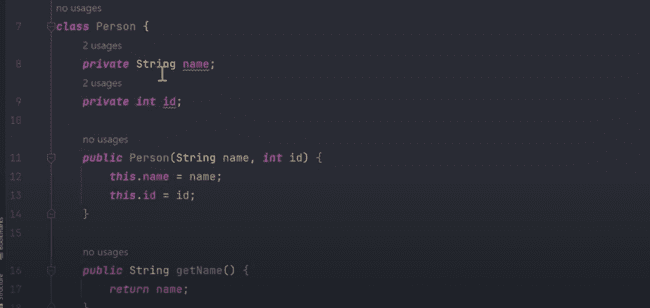 no usages
7 class Person {
2 usages
8 private String name;
2 usages
9 private int id;
10
no usages
11 public Person(String name, int id) {
12 this.name = name;
13 this.id = id;
14 }
15
no usages
16 public String getName() {
17 return name;
18 }
Bookmarks